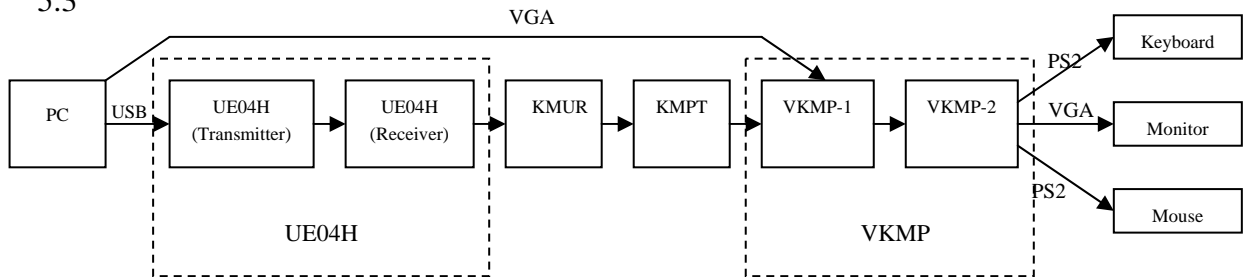 5.3
VGA
PC
USB
UE04H
(Transmitter)
UE04H
(Receiver)
KMUR
KMPT
VKMP-1
VKMP-2
PS2
VGA
PS2
Keyboard
Monitor
Mouse
UE04H
VKMP